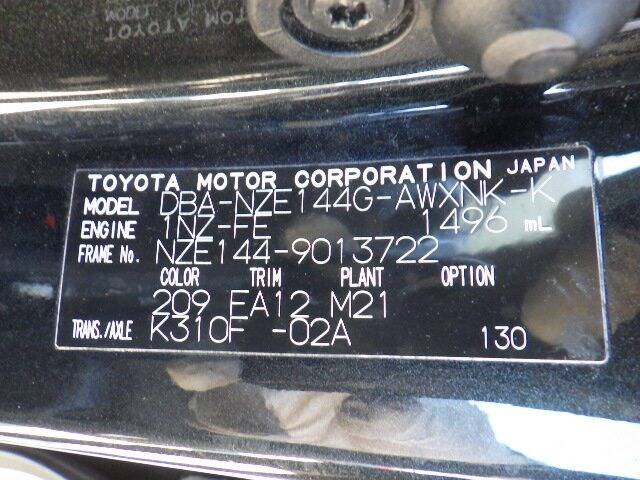 TOYOTA MOTOR CORPORATION JAPAN
MODEL DBA-NZE144G-AWXNK-K
ENGINE 1NZ-FE 1496 mL
FRAME No. NZE144-9013722
COLOR TRIM PLANT OPTION
209 EA12 M21
TRANS./AXLE K310F -02A 130